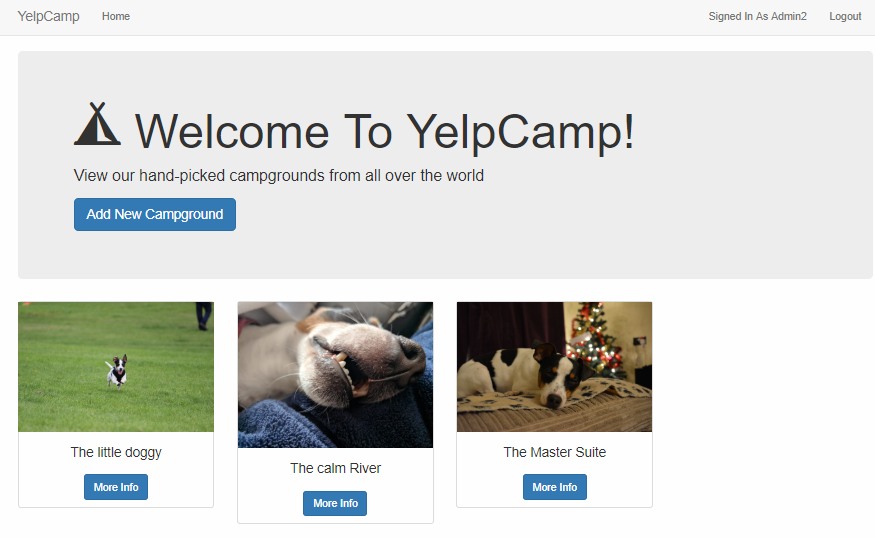 YelpCamp Home Signed In As Admin2 Logout
Welcome To YelpCamp!
View our hand-picked campgrounds from all over the world
Add New Campground
The little doggy
More Info
The calm River
More Info
The Master Suite
More Info